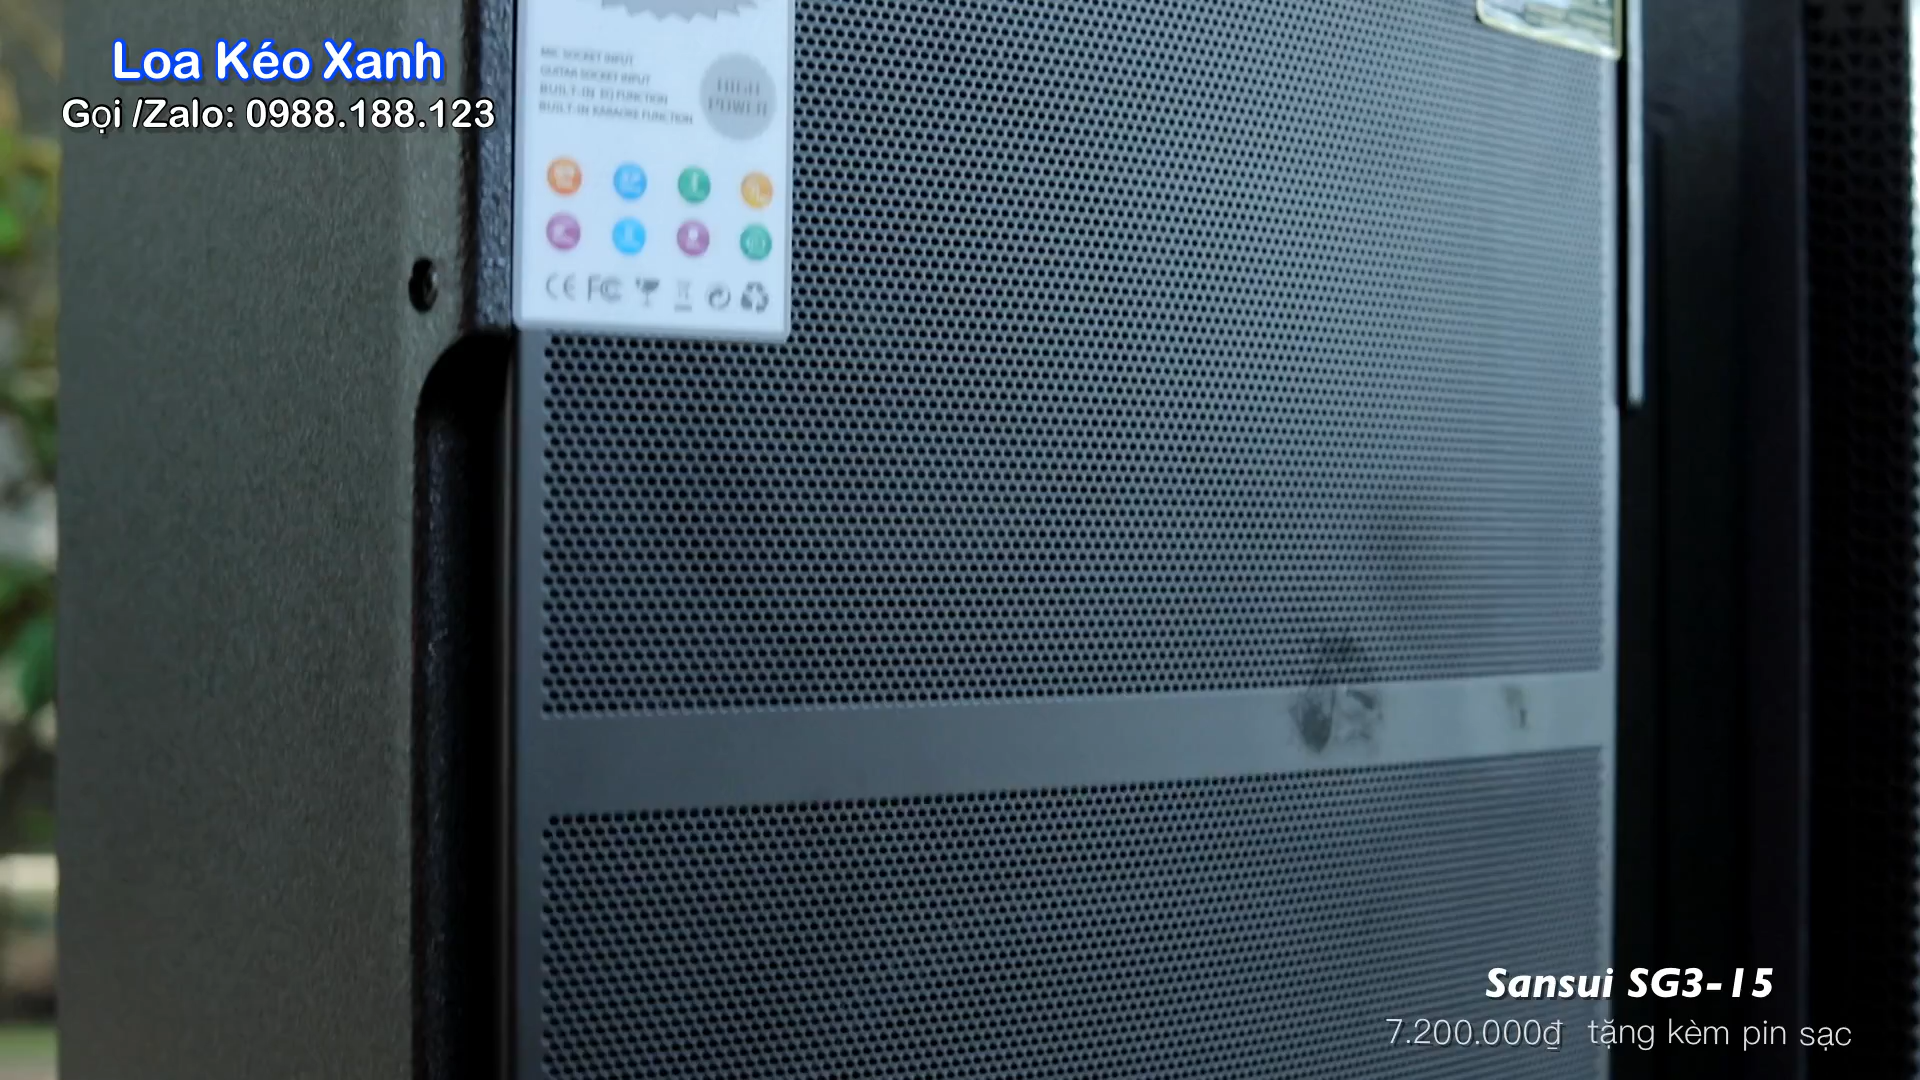 Loa Kéo Xanh
Gọi /Zalo: 0988.188.123
MIC SOCKET INPUT
GUITAR SOCKET INPUT
BUILT-IN EQ FUNCTION
BUILT-IN KARAOKE FUNCTION
HIGH
POWER
CE FC
Sansui SG3-15
7.200.000₫ tặng kèm pin sạc